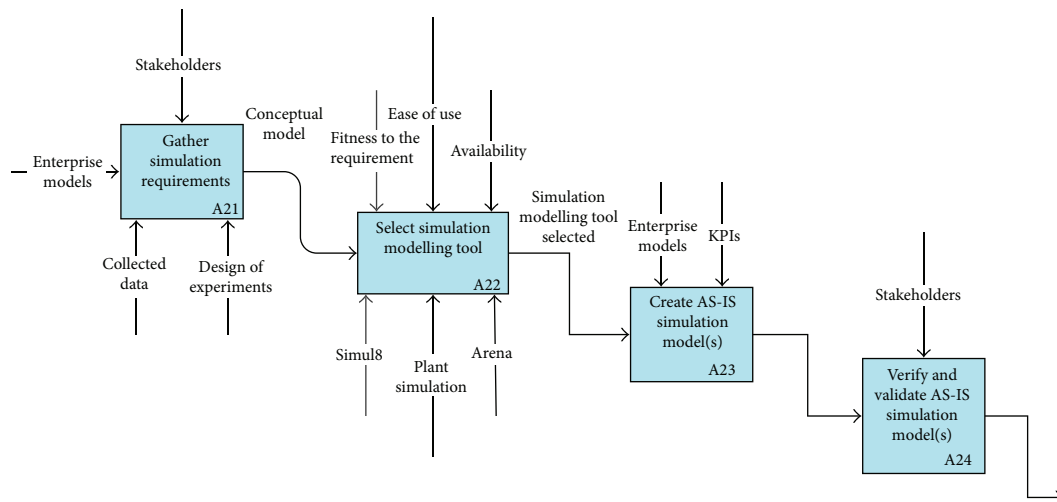 Stakeholders
Enterprise
models
Gather
simulation
requirements
A21
Conceptual
model
Collected
data
Design of
experiments
Fitness to the
requirement
Ease of use
Availability
Select simulation
modelling tool
A22
Simul8
Plant
simulation
Arena
Simulation
modelling tool
selected
Enterprise
models
KPIs
Create AS-IS
simulation
model(s)
A23
Stakeholders
Verify and
validate AS-IS
simulation
model(s)
A24